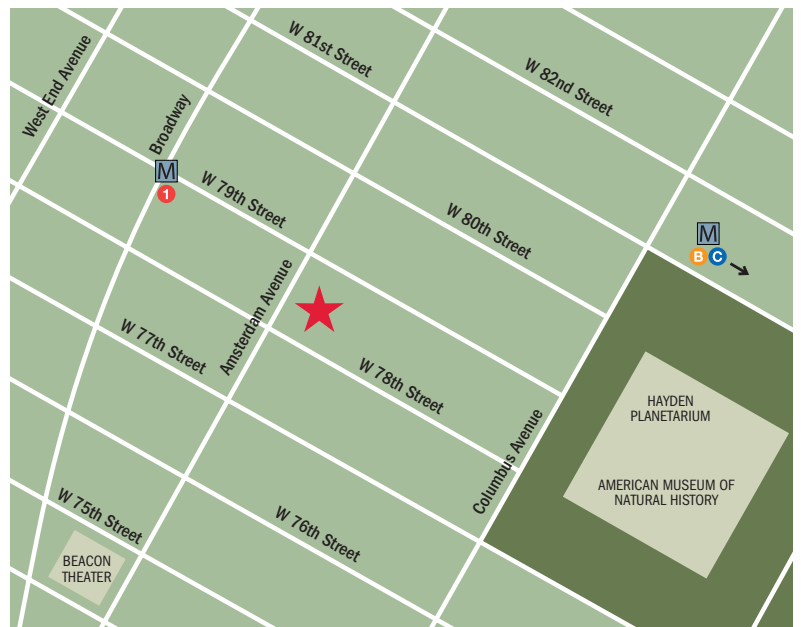 W 81st Street
W 82nd Street
West End Avenue
Broadway
M
1
W 79th Street
W 80th Street
M
B C
Amsterdam Avenue
W 77th Street
W 78th Street
HAYDEN
PLANETARIUM
Columbus Avenue
AMERICAN MUSEUM OF
NATURAL HISTORY
W 75th Street
W 76th Street
BEACON
THEATER